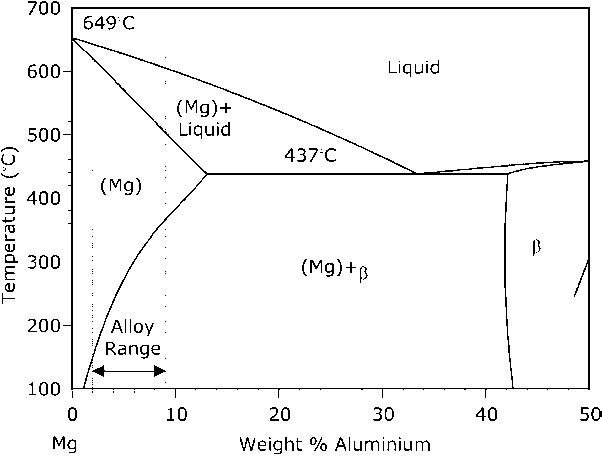 700
649°C
600
Liquid
(Mg)+
Liquid
500
437°C
Temperature (°C)
400
(Mg)
300
(Mg)+β
β
200
Alloy
Range
100
0 10 20 30 40 50
Mg
Weight % Aluminium